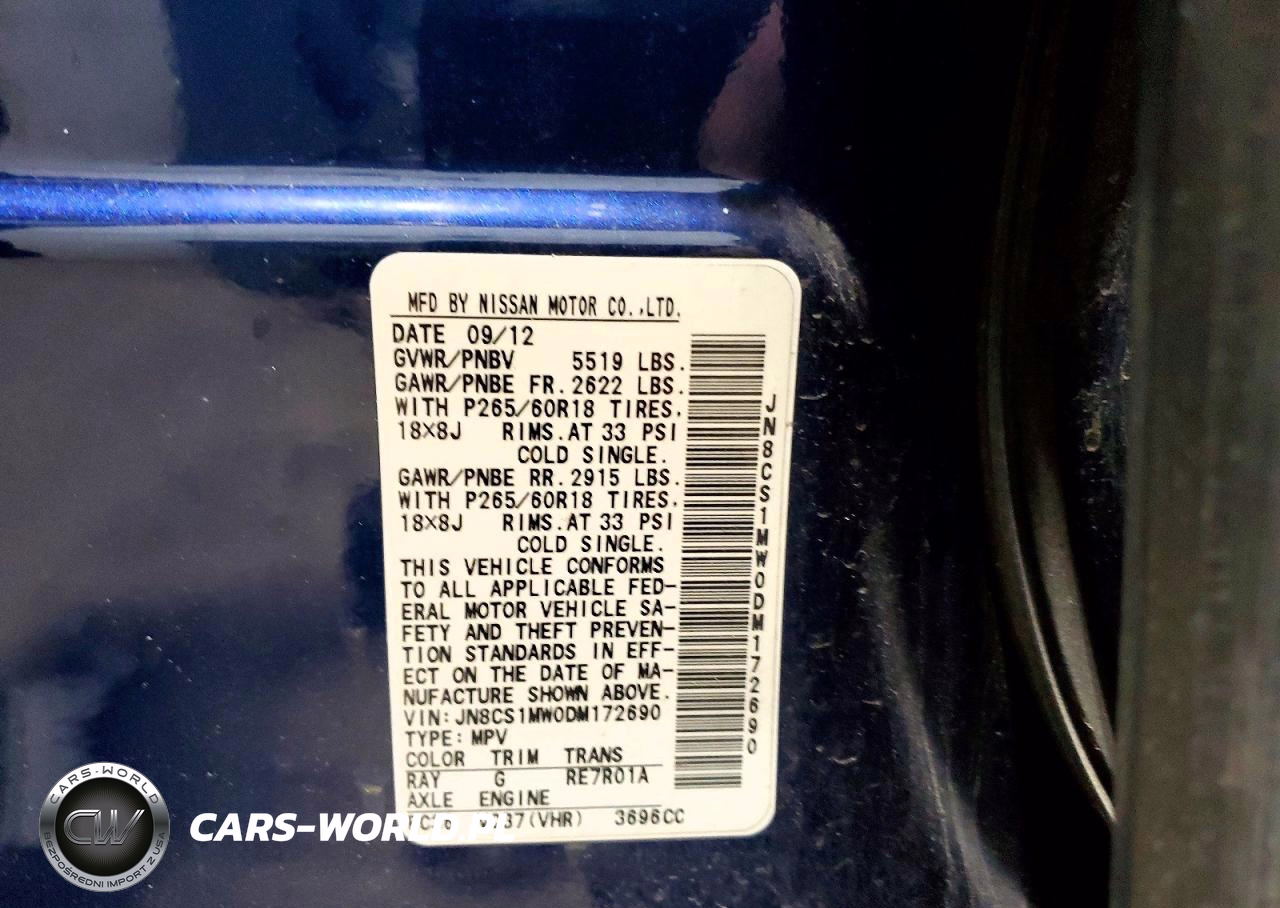 MFD BY NISSAN MOTOR CO.,LTD.
DATE 09/12
GVWR/PNBV 5519 LBS.
GAWR/PNBE FR. 2622 LBS.
WITH P265/60R18 TIRES,
18X8J RIMS. AT 33 PSI
COLD SINGLE.
GAWR/PNBE RR. 2915 LBS.
WITH P265/60R18 TIRES,
18X8J RIMS. AT 33 PSI
COLD SINGLE.
THIS VEHICLE CONFORMS
TO ALL APPLICABLE FED-
ERAL MOTOR VEHICLE SA-
FETY AND THEFT PREVEN-
TION STANDARDS IN EFF-
ECT ON THE DATE OF MA-
NUFACTURE SHOWN ABOVE.
VIN: JN8CS1MW0DM172690
TYPE: MPV
COLOR TRIM TRANS
RAY G RE7R01A
AXLE ENGINE
(VHR) 3696CC
JN8CS1MW0DM172690
CARS-WORLD
CW
BEZPOŚREDNI IMPORT Z USA
CARS-WORLD.PL